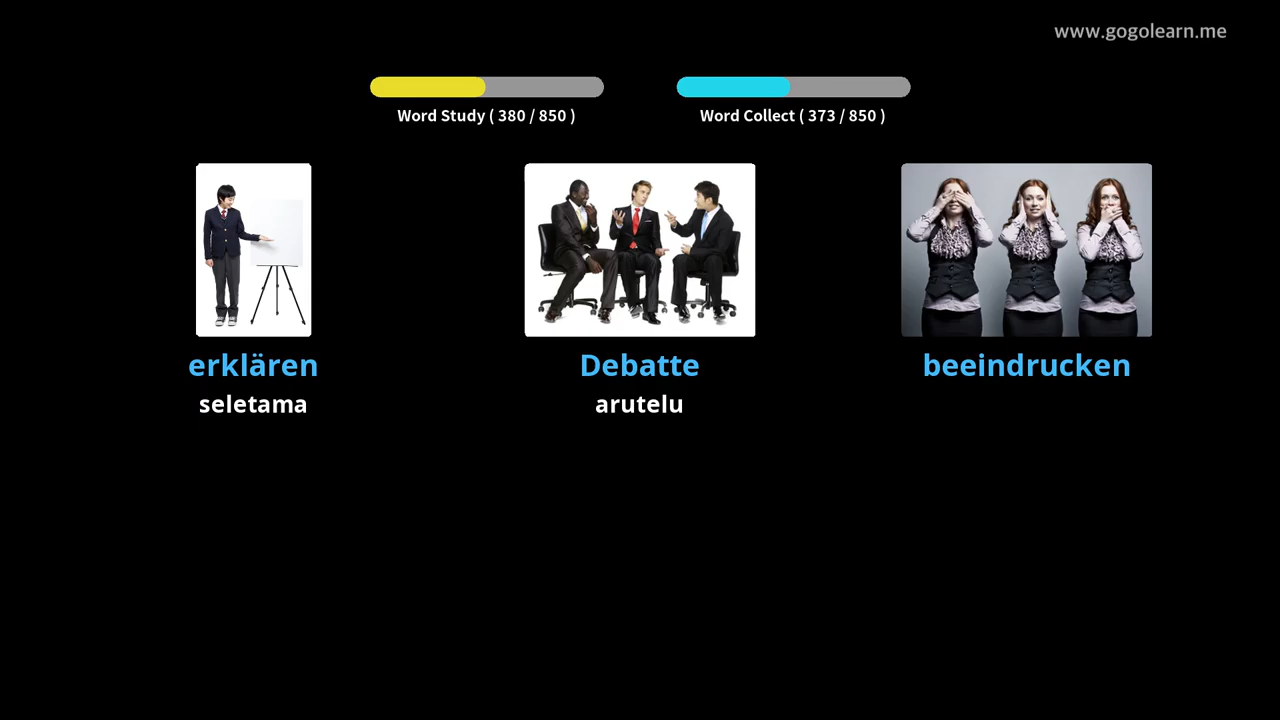 www.gogolearn.me
Word Study ( 380 / 850 )
Word Collect ( 373 / 850 )
erklären
Debatte
beeindrucken
seletama
arutelu